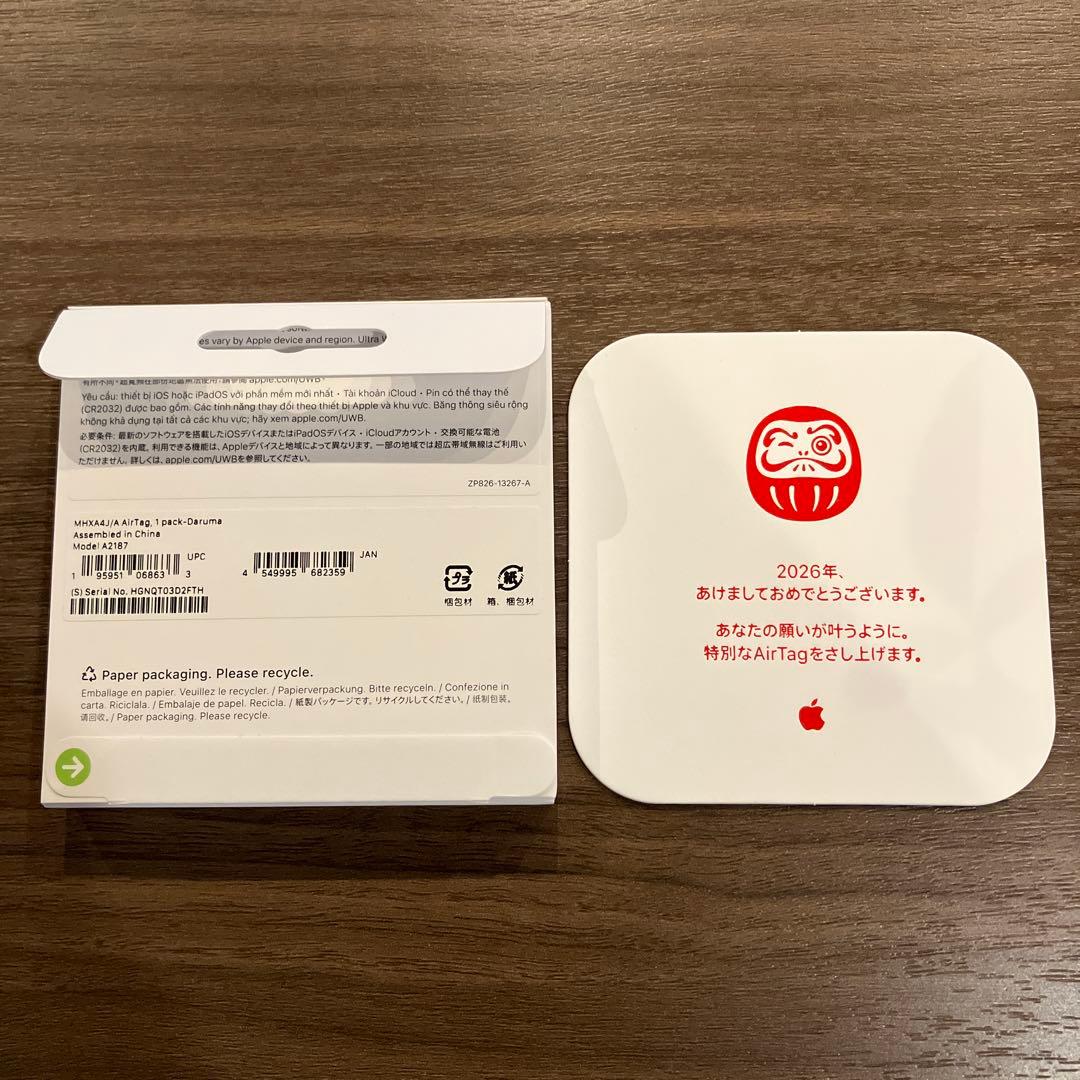 es vary by Apple device and region. Ultra
Yêu cầu: thiết bị iOS hoặc iPadOS với phần mềm mới nhất • Tài khoản iCloud • Pin có thể thay thế
(CR2032) được bao gồm. Các tính năng thay đổi theo thiết bị Apple và khu vực. Băng thông siêu rộng
không khả dụng tại tất cả các khu vực; hãy xem apple.com/UWB.
必要条件: 最新のソフトウェアを搭載したiOSデバイスまたはiPadOSデバイス・iCloudアカウント・交換可能な電池
(CR2032)を内蔵。利用できる機能は、Appleデバイスと地域によって異なります。一部の地域では超広帯域無線はご利用い
ただけません。詳しくは、apple.com/UWBを参照してください。
ZP826-13267-A
MHXA4J/A AirTag, 1 pack-Daruma
Assembled in China
Model A2187
UPC
1 95951 06863 3
JAN
4 549995 682359
(S) Serial No. HGNQT03D2FTH
プラ
梱包材
紙
箱、梱包材
Paper packaging. Please recycle.
Emballage en papier. Veuillez le recycler. / Papierverpackung. Bitte recyceln. / Confezione in
carta. Riciclala. / Embalaje de papel. Recicla. / 紙製パッケージです。リサイクルしてください。/ 纸制包装。
请回收。/ Paper packaging. Please recycle.
2026年、
あけましておめでとうございます。
あなたの願いが叶うように。
特別なAirTagをさし上げます。